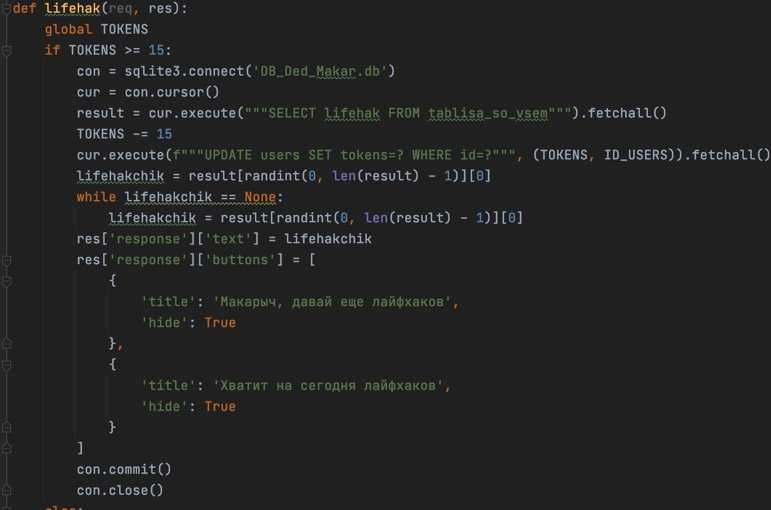 def lifehak(req, res):
    global TOKENS
    if TOKENS >= 15:
        con = sqlite3.connect('DB_Ded_Makar.db')
        cur = con.cursor()
        result = cur.execute("""SELECT lifehak FROM tablisa_so_vsem""").fetchall()
        TOKENS -= 15
        cur.execute(f"""UPDATE users SET tokens=? WHERE id=?""", (TOKENS, ID_USERS)).fetchall()
        lifehakchik = result[randint(0, len(result) - 1)][0]
        while lifehakchik == None:
            lifehakchik = result[randint(0, len(result) - 1)][0]
        res['response']['text'] = lifehakchik
        res['response']['buttons'] = [
            {
                'title': 'Макарыч, давай еще лайфхаков',
                'hide': True
            },
            {
                'title': 'Хватит на сегодня лайфхаков',
                'hide': True
            }
        ]
        con.commit()
        con.close()
    else: